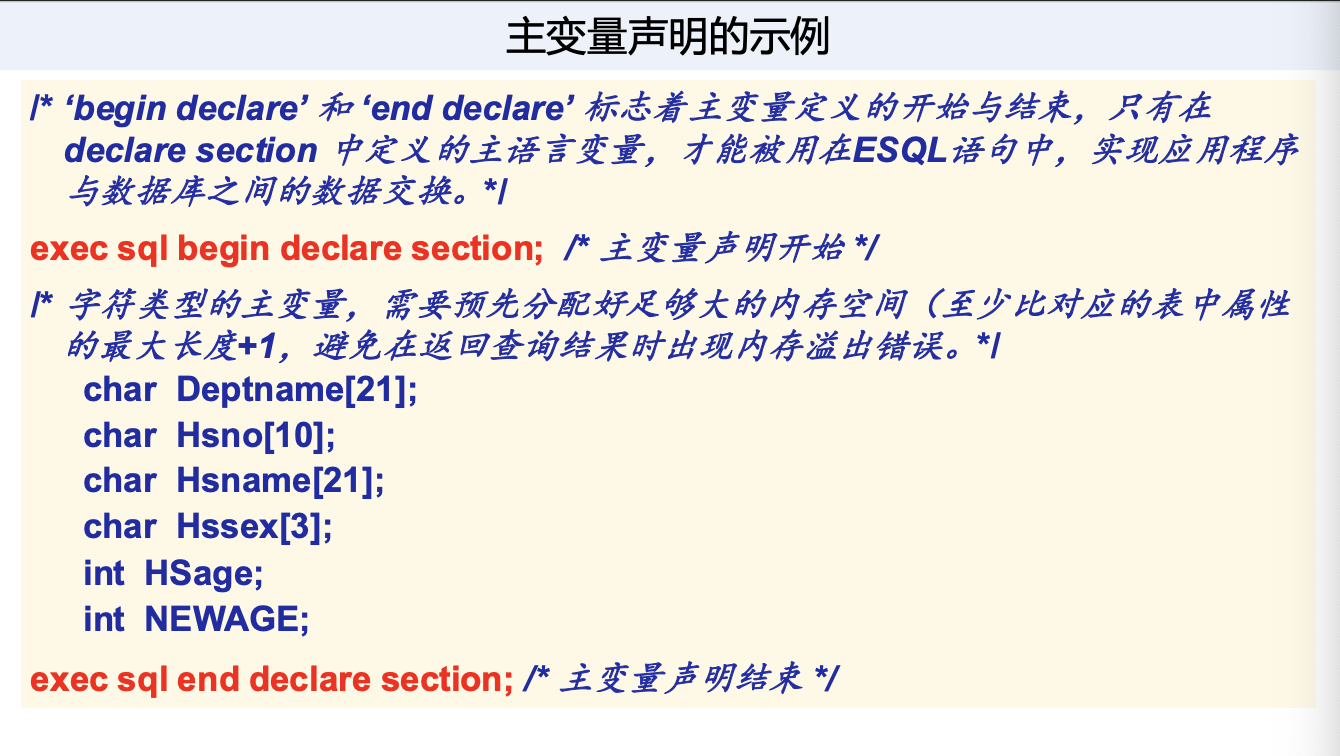 主变量声明的示例
/* ‘begin declare’ 和 ‘end declare’ 标志着主变量定义的开始与结束，只有在
declare section 中定义的主语言变量，才能被用在ESQL语句中，实现应用程序
与数据库之间的数据交换。*/
exec sql begin declare section; /* 主变量声明开始 */
/* 字符类型的主变量，需要预先分配好足够大的内存空间（至少比对应的表中属性
的最大长度+1，避免在返回查询结果时出现内存溢出错误。*/
char Deptname[21];
char Hsno[10];
char Hsname[21];
char Hssex[3];
int HSage;
int NEWAGE;
exec sql end declare section; /* 主变量声明结束 */